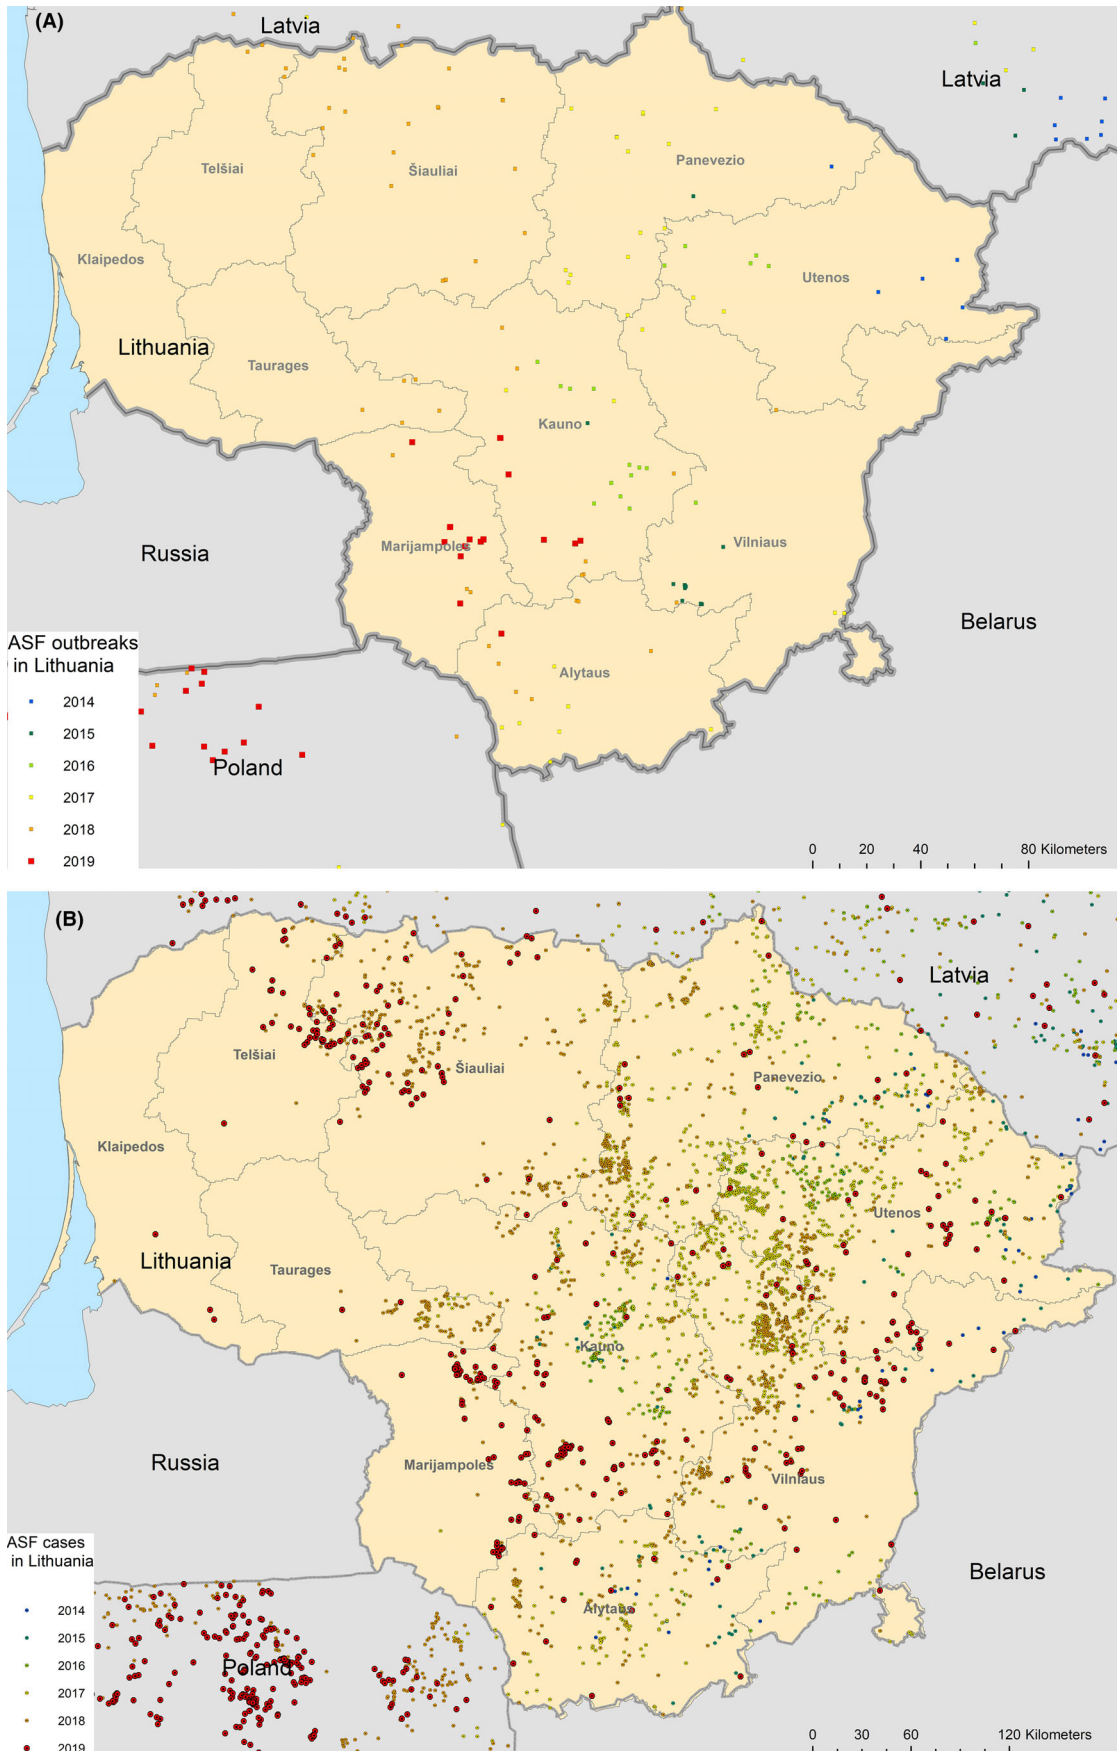 (A)
Latvia
Latvia
Telšiai
Šiauliai
Panevezio
Klaipedos
Utenos
Lithuania
Taurages
Kauno
Russia
Marijampoles
Vilniaus
Belarus
ASF outbreaks
in Lithuania
Alytaus
2014
2015
2016
2017
2018
2019
Poland
0 20 40 80 Kilometers
(B)
Latvia
Telšiai
Šiauliai
Panevezio
Klaipedos
Utenos
Lithuania
Taurages
Kauno
Russia
Marijampoles
Vilniaus
ASF cases
in Lithuania
Belarus
Alytaus
2014
2015
2016
2017
2018
2019
Poland
0 30 60 120 Kilometers